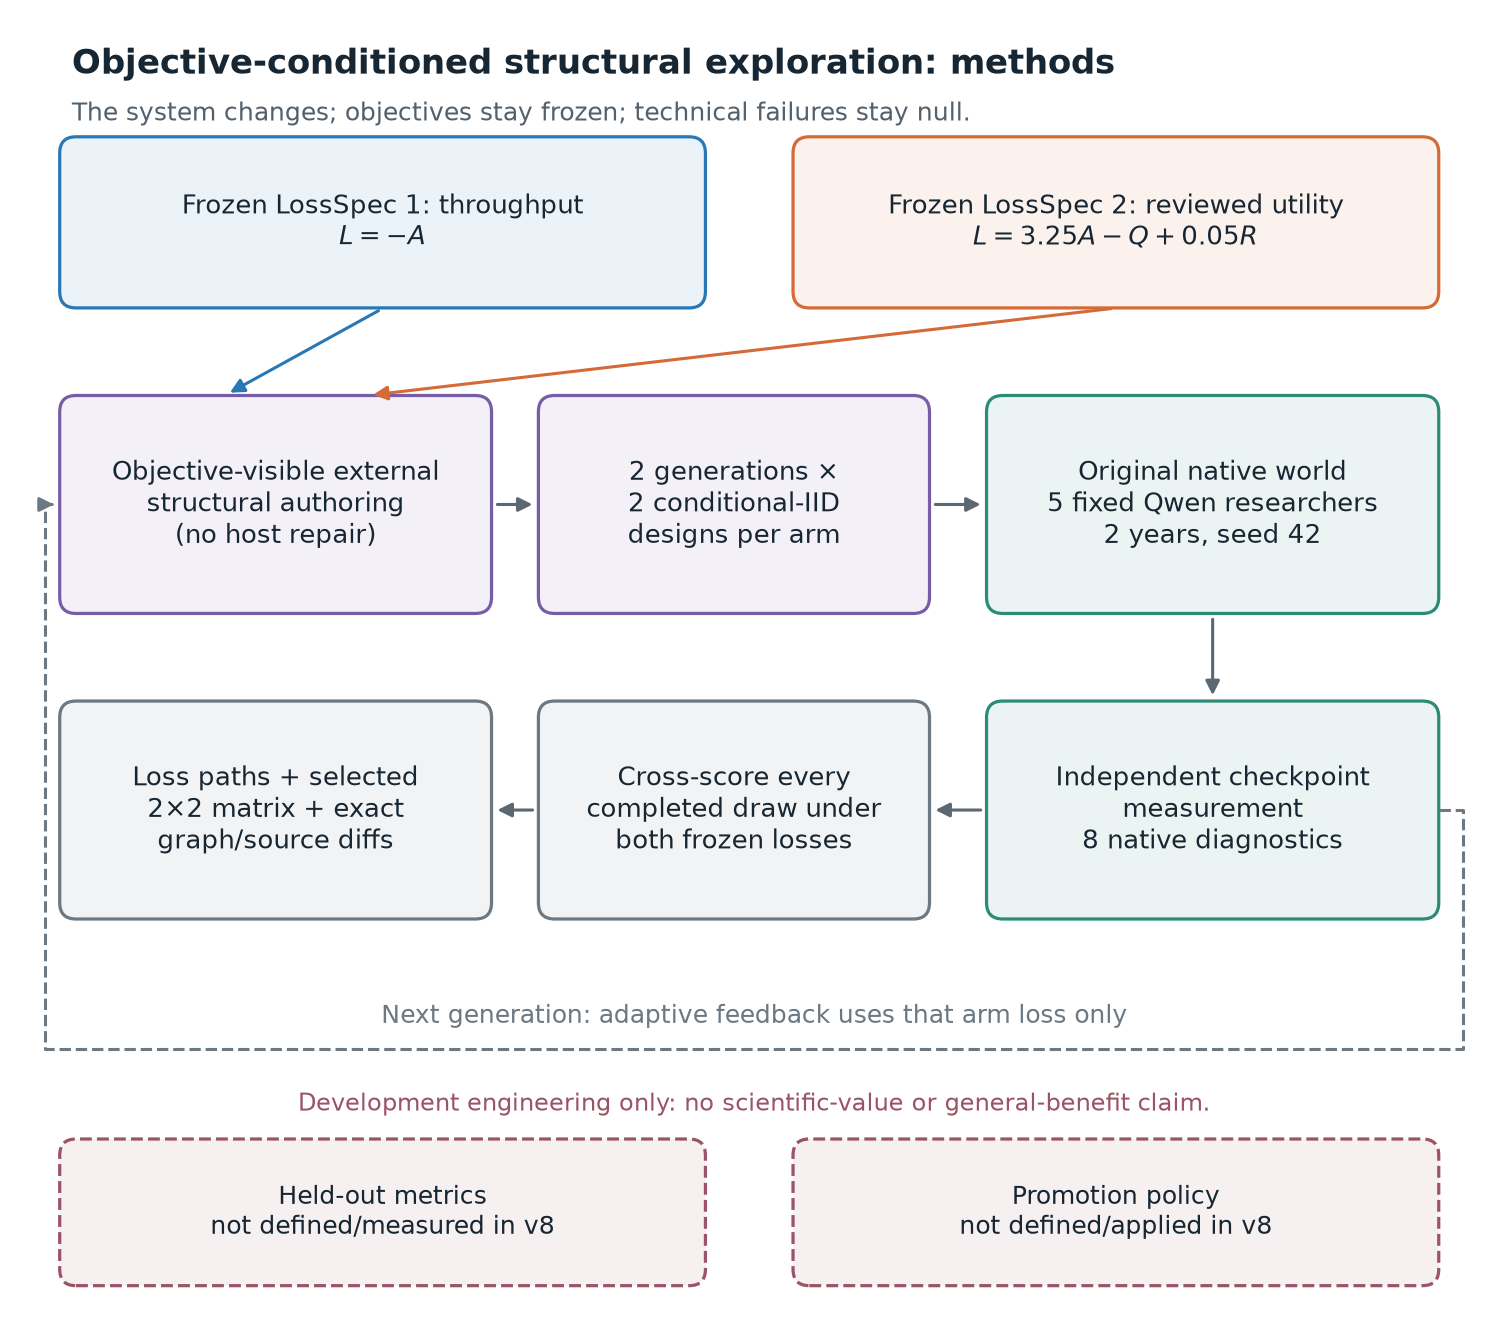 Objective-conditioned structural exploration: methods
The system changes; objectives stay frozen; technical failures stay null.
Frozen LossSpec 1: throughput
L = −A
Frozen LossSpec 2: reviewed utility
L = 3.25A − Q + 0.05R
Objective-visible external
structural authoring
(no host repair)
2 generations ×
2 conditional-IID
designs per arm
Original native world
5 fixed Qwen researchers
2 years, seed 42
Loss paths + selected
2×2 matrix + exact
graph/source diffs
Cross-score every
completed draw under
both frozen losses
Independent checkpoint
measurement
8 native diagnostics
Next generation: adaptive feedback uses that arm loss only
Development engineering only: no scientific-value or general-benefit claim.
Held-out metrics
not defined/measured in v8
Promotion policy
not defined/applied in v8